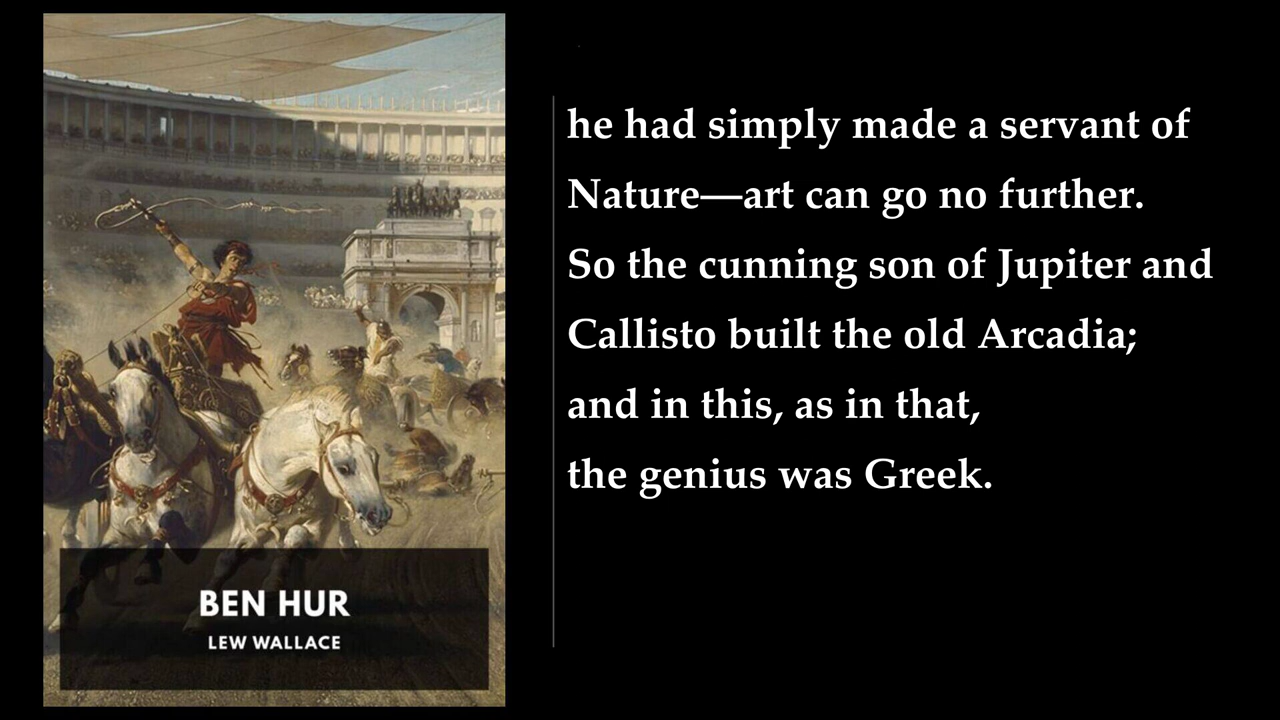 he had simply made a servant of
Nature—art can go no further.
So the cunning son of Jupiter and
Callisto built the old Arcadia;
and in this, as in that,
the genius was Greek.
BEN HUR
LEW WALLACE